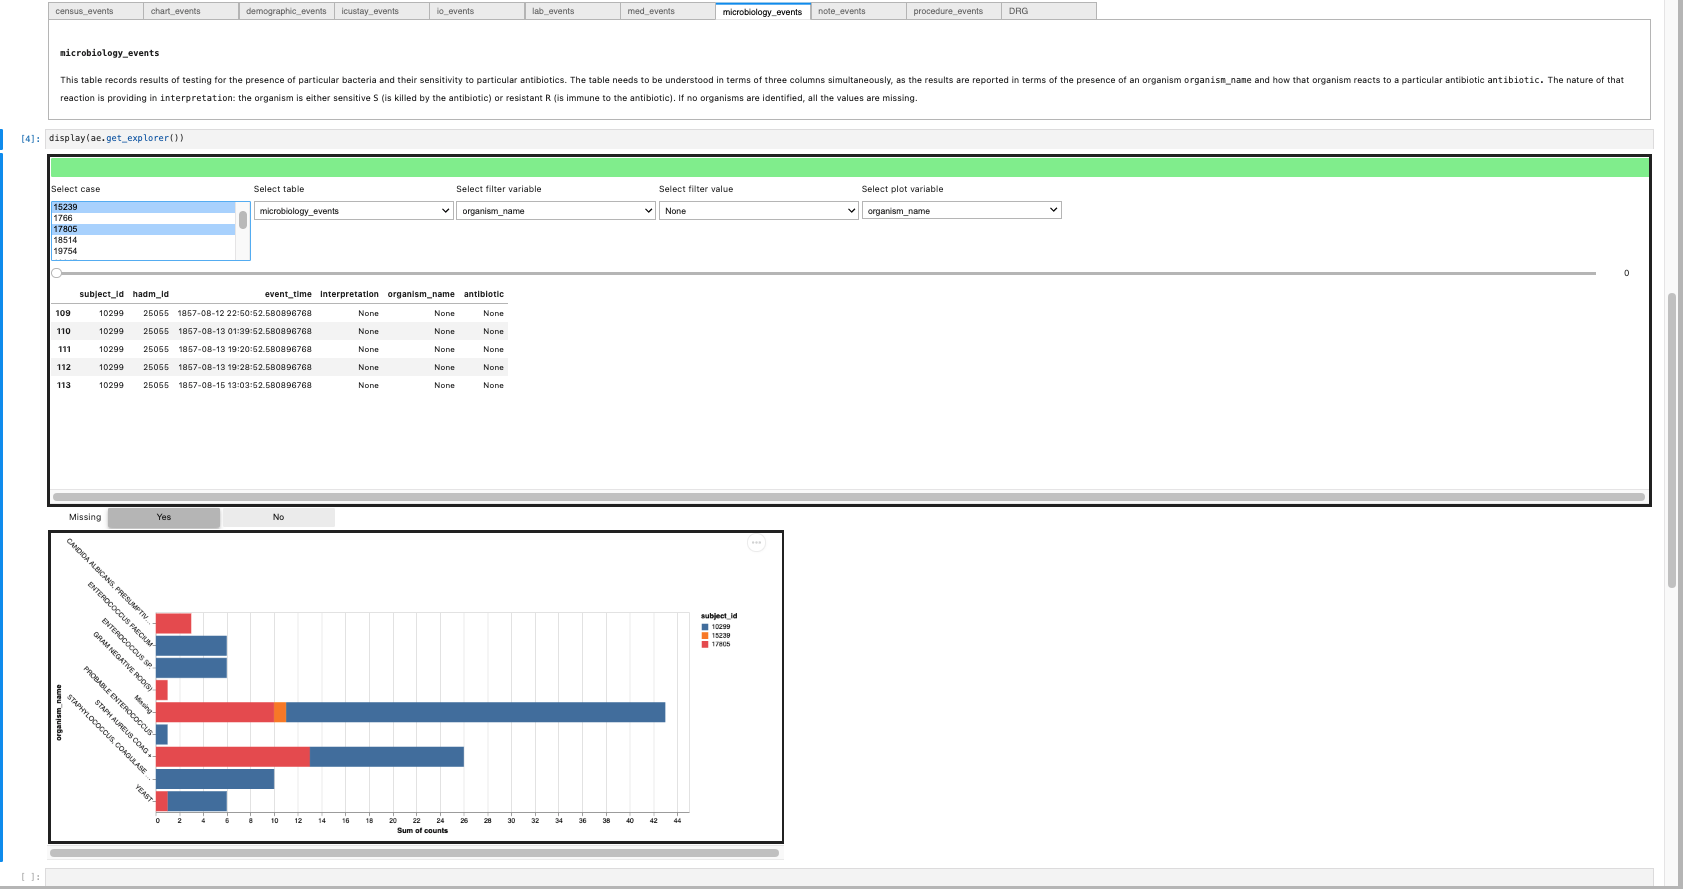 census_events chart_events demographic_events icustay_events io_events lab_events med_events microbiology_events note_events procedure_events DRG
microbiology_events
This table records results of testing for the presence of particular bacteria and their sensitivity to particular antibiotics. The table needs to be understood in terms of three columns simultaneously, as the results are reported in terms of the presence of an organism organism_name and how that organism reacts to a particular antibiotic antibiotic. The nature of that
reaction is providing in interpretation: the organism is either sensitive S (is killed by the antibiotic) or resistant R (is immune to the antibiotic). If no organisms are identified, all the values are missing.
[4]: display(ae.get_explorer())
Select case Select table Select filter variable Select filter value Select plot variable
15239 microbiology_events organism_name None organism_name
1766
17805
18514
19754
0
subject_id hadm_id event_time interpretation organism_name antibiotic
109 10299 25055 1857-08-12 22:50:52.580896768 None None None
110 10299 25055 1857-08-13 01:39:52.580896768 None None None
111 10299 25055 1857-08-13 19:20:52.580896768 None None None
112 10299 25055 1857-08-13 19:28:52.580896768 None None None
113 10299 25055 1857-08-15 13:03:52.580896768 None None None
Missing Yes No
CANDIDA ALBICANS, PRESUMPTIV...
ENTEROCOCCUS FAECIUM
ENTEROCOCCUS SP.
GRAM NEGATIVE ROD(S)
Missing
PROBABLE ENTEROCOCCUS
STAPH AUREUS COAG +
STAPHYLOCOCCUS, COAGULASE ...
YEAST
organism_name
subject_id
10299
15239
17805
0 2 4 6 8 10 12 14 16 18 20 22 24 26 28 30 32 34 36 38 40 42 44
Sum of counts
[ ]: